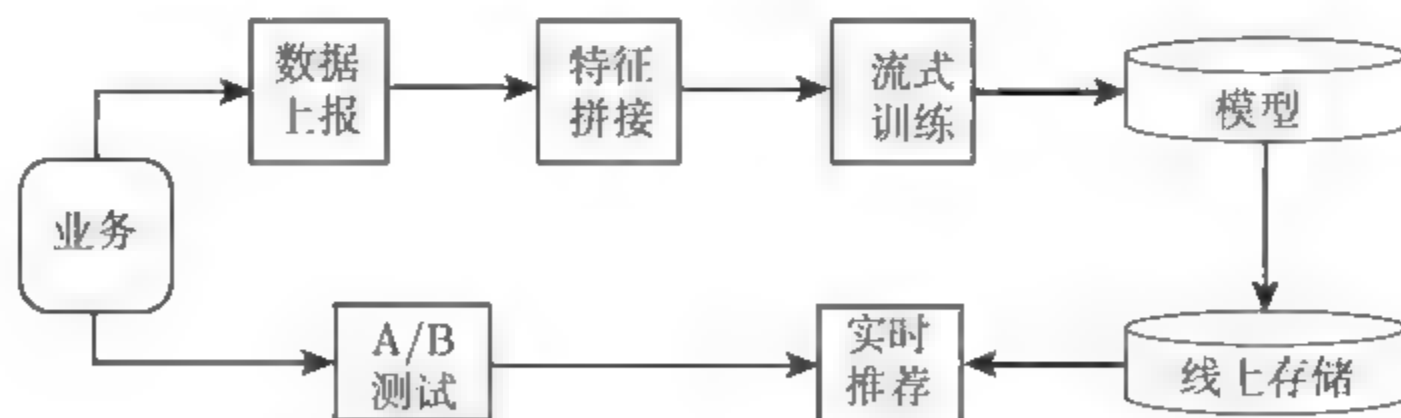 数据
上报
特征
拼接
流式
训练
模型
业务
A/B
测试
实时
推荐
线上存储